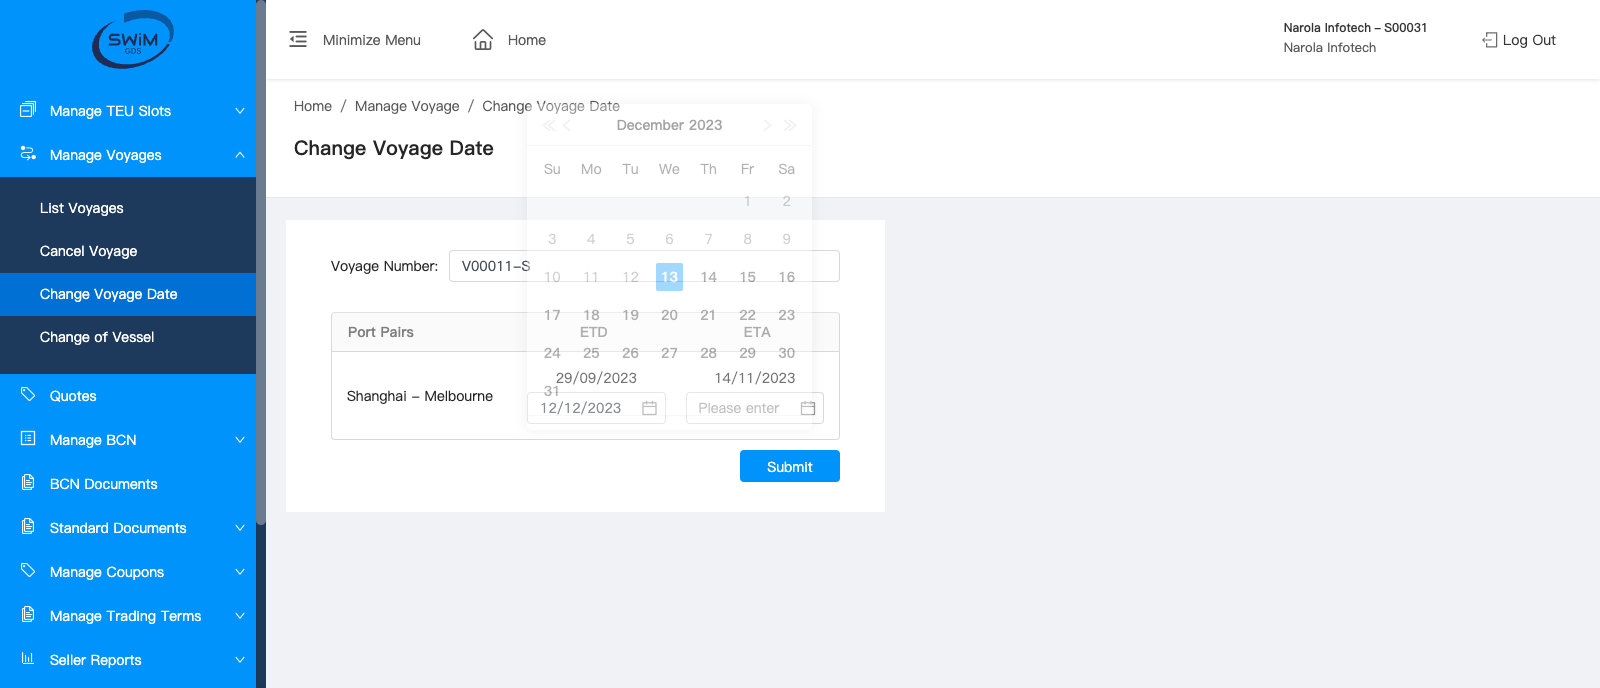 SWiM
GDS
Minimize Menu
Home
Narola Infotech – S00031
Narola Infotech
Log Out
Manage TEU Slots
Manage Voyages
List Voyages
Cancel Voyage
Change Voyage Date
Change of Vessel
Quotes
Manage BCN
BCN Documents
Standard Documents
Manage Coupons
Manage Trading Terms
Seller Reports
Home / Manage Voyage / Change Voyage Date
Change Voyage Date
December 2023
Su Mo Tu We Th Fr Sa
1 2
3 4 5 6 7 8 9
10 11 12 13 14 15 16
17 18 19 20 21 22 23
24 25 26 27 28 29 30
31
Voyage Number: V00011-S
Port Pairs ETD ETA
29/09/2023 14/11/2023
Shanghai – Melbourne
12/12/2023 Please enter
Submit